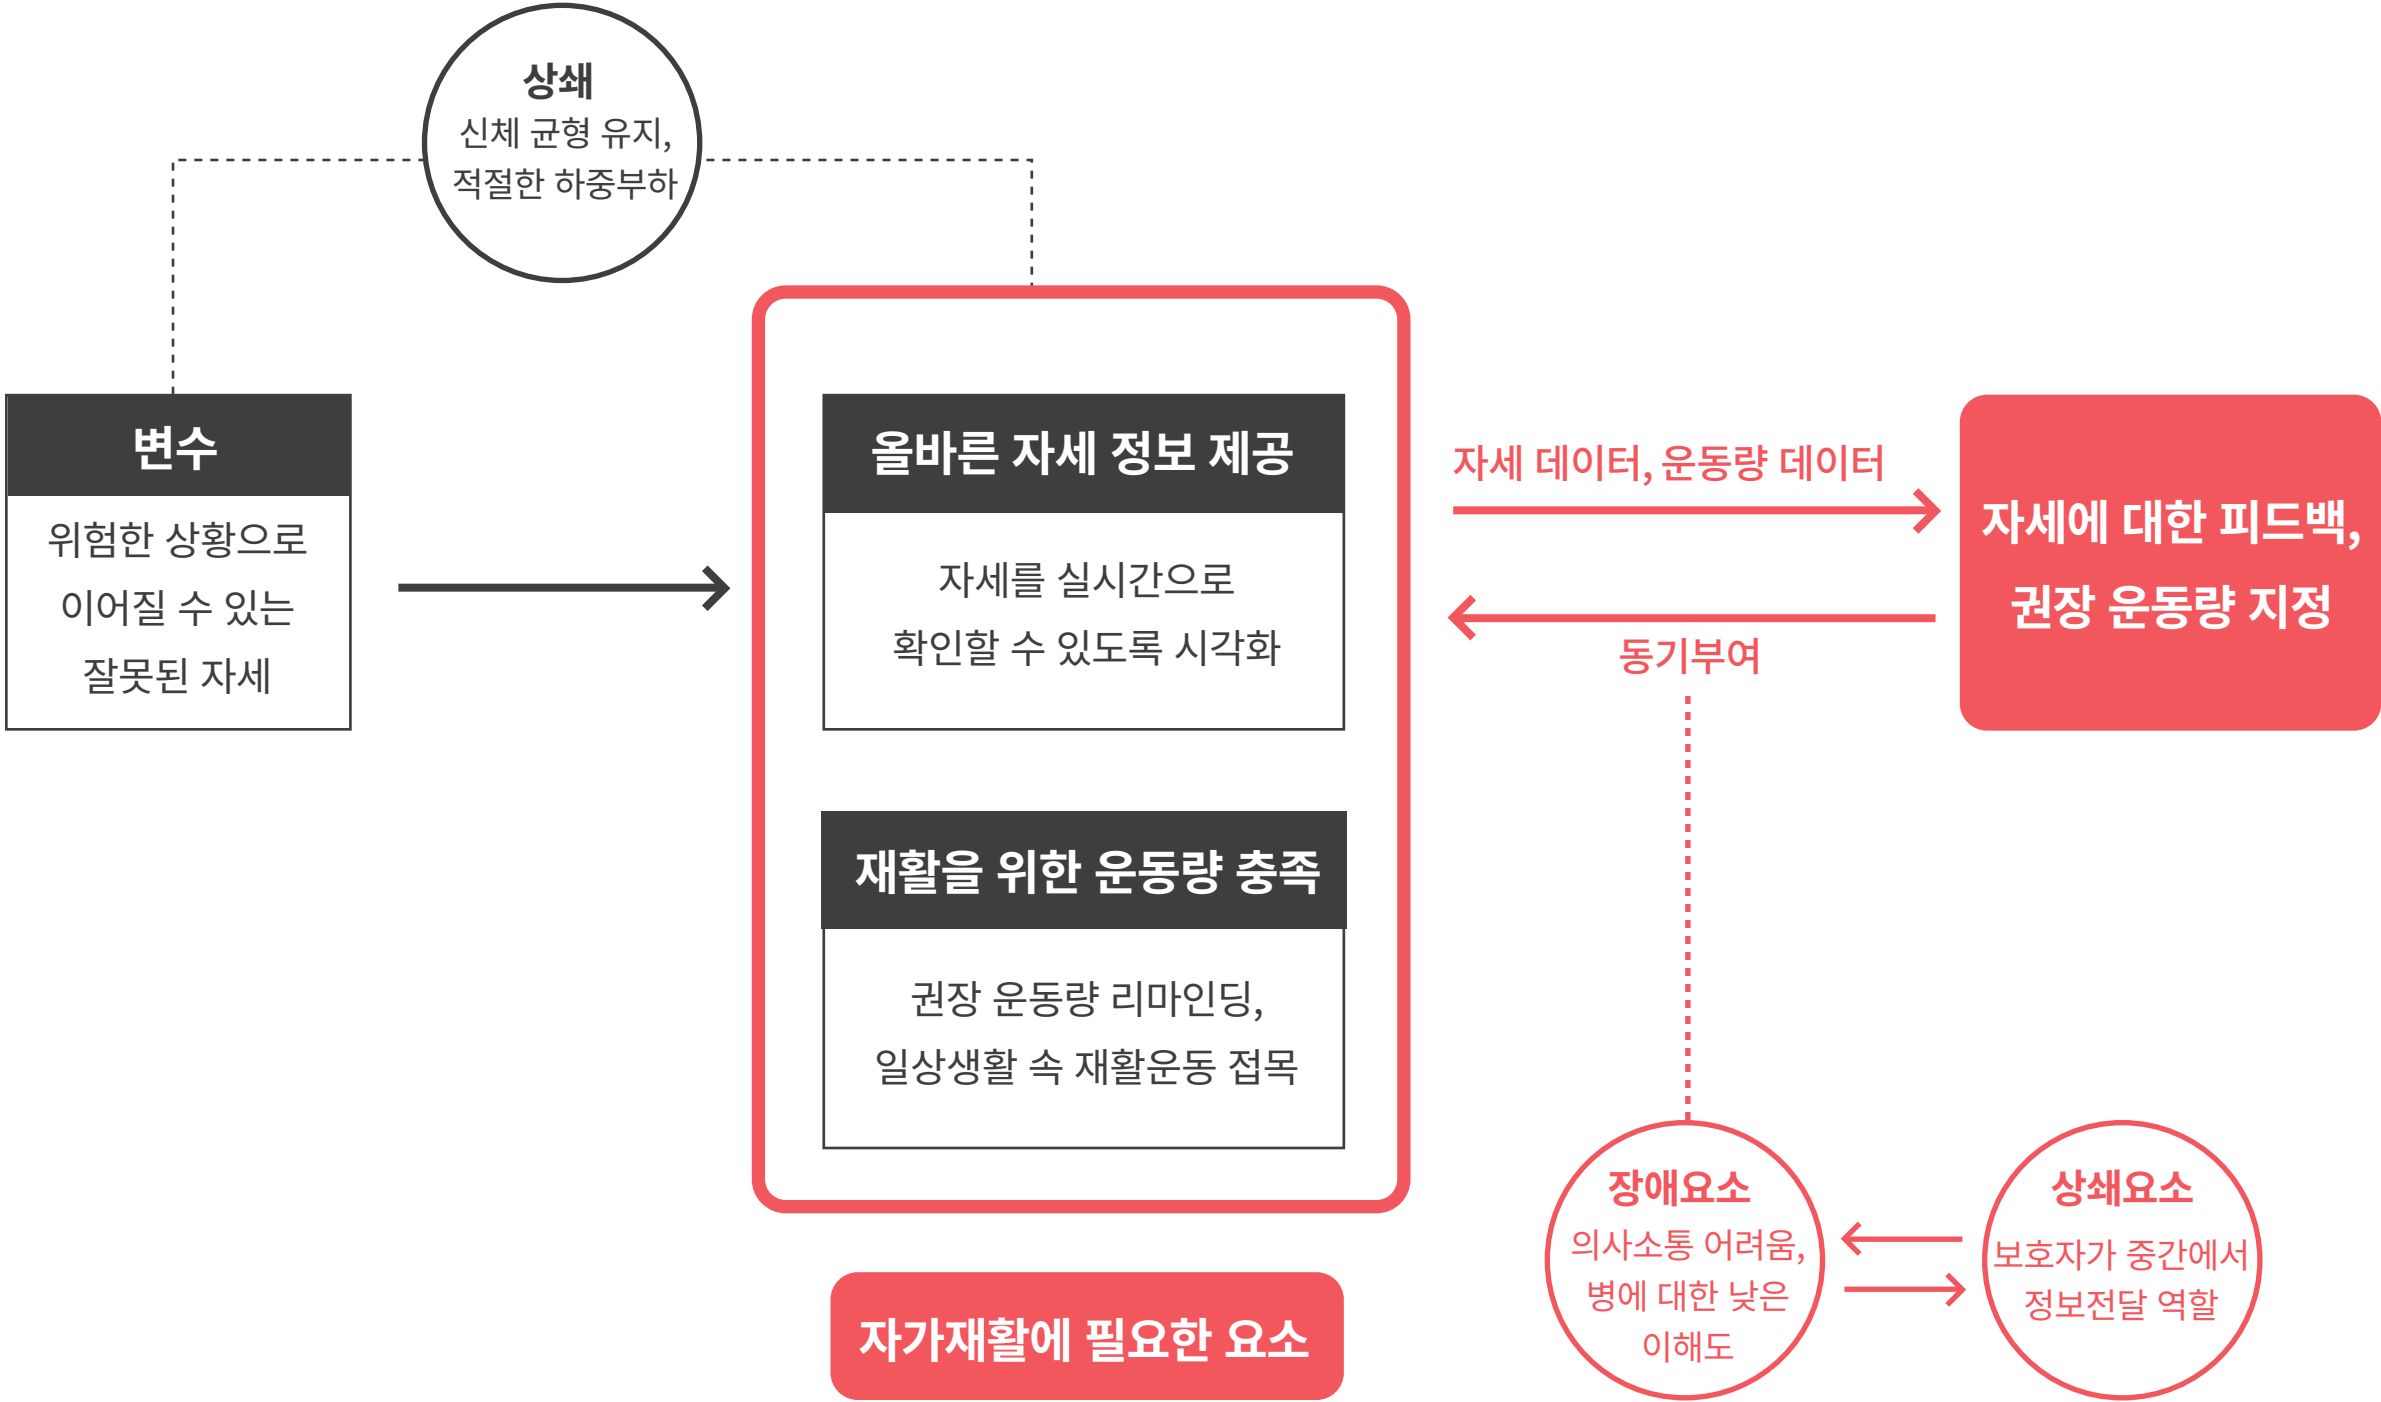 상쇄
신체 균형 유지,
적절한 하중부하
변수
위험한 상황으로
이어질 수 있는
잘못된 자세
올바른 자세 정보 제공
자세를 실시간으로
확인할 수 있도록 시각화
재활을 위한 운동량 충족
권장 운동량 리마인딩,
일상생활 속 재활운동 접목
자가재활에 필요한 요소
자세 데이터, 운동량 데이터
동기부여
자세에 대한 피드백,
권장 운동량 지정
장애요소
의사소통 어려움,
병에 대한 낮은
이해도
상쇄요소
보호자가 중간에서
정보전달 역할